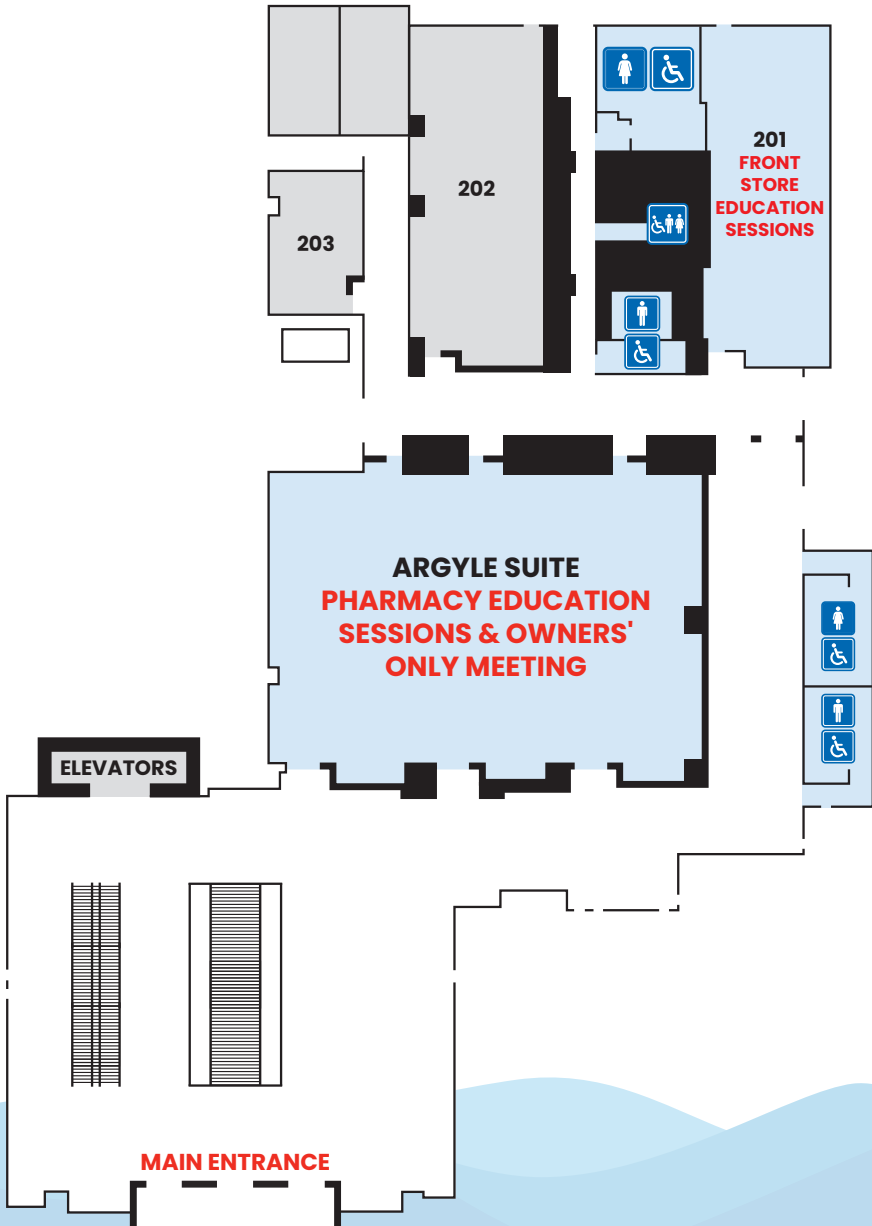 201
FRONT
STORE
EDUCATION
SESSIONS
202
203
ARGYLE SUITE
PHARMACY EDUCATION
SESSIONS & OWNERS'
ONLY MEETING
ELEVATORS
MAIN ENTRANCE